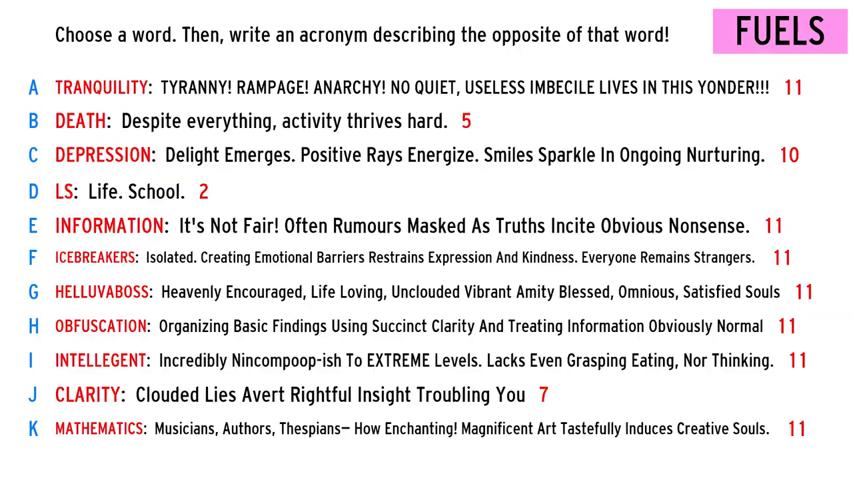 Choose a word. Then, write an acronym describing the opposite of that word!
FUELS
A TRANQUILITY: TYRANNY! RAMPAGE! ANARCHY! NO QUIET, USELESS IMBECILE LIVES IN THIS YONDER!!! 11
B DEATH: Despite everything, activity thrives hard. 5
C DEPRESSION: Delight Emerges. Positive Rays Energize. Smiles Sparkle In Ongoing Nurturing. 10
D LS: Life. School. 2
E INFORMATION: It's Not Fair! Often Rumours Masked As Truths Incite Obvious Nonsense. 11
F ICEBREAKERS: Isolated. Creating Emotional Barriers Restrains Expression And Kindness. Everyone Remains Strangers. 11
G HELLUVABOSS: Heavenly Encouraged, Life Loving, Unclouded Vibrant Amity Blessed, Omnious, Satisfied Souls 11
H OBFUSCATION: Organizing Basic Findings Using Succinct Clarity And Treating Information Obviously Normal 11
I INTELLEGENT: Incredibly Nincompoop-ish To EXTREME Levels. Lacks Even Grasping Eating, Nor Thinking. 11
J CLARITY: Clouded Lies Avert Rightful Insight Troubling You 7
K MATHEMATICS: Musicians, Authors, Thespians— How Enchanting! Magnificent Art Tastefully Induces Creative Souls. 11